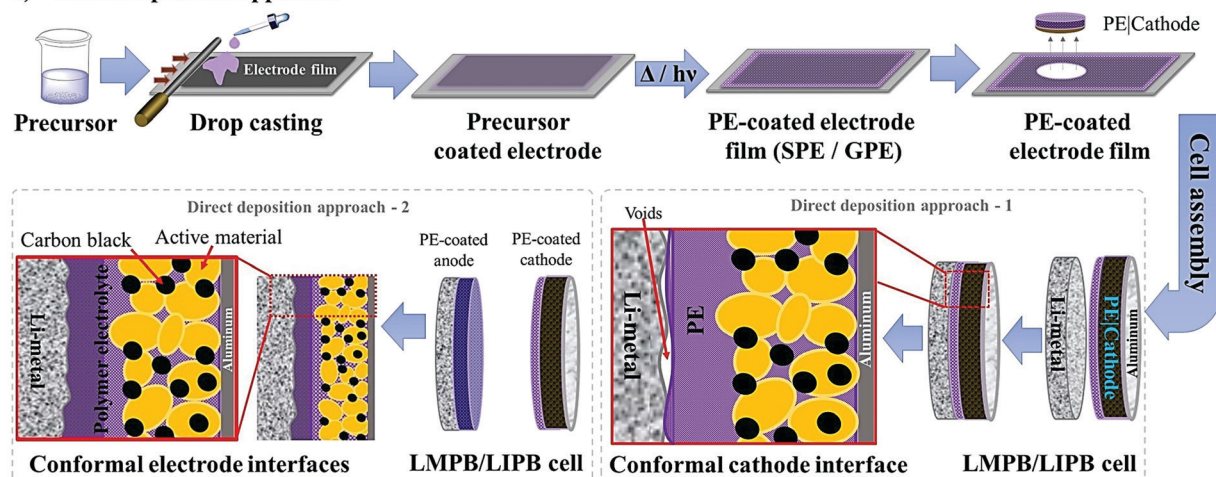 Precursor
Electrode film
Drop casting
Precursor
coated electrode
Δ / hν
PE-coated electrode
film (SPE / GPE)
PE|Cathode
PE-coated
electrode film
Cell assembly
Direct deposition approach - 2
Carbon black
Active material
Li-metal
Polymer electrolyte
Aluminum
Conformal electrode interfaces
PE-coated
anode
PE-coated
cathode
LMPB/LIPB cell
Direct deposition approach - 1
Voids
Li-metal
PE
Aluminum
Conformal cathode interface
Li-metal
PE|Cathode
Aluminum
LMPB/LIPB cell